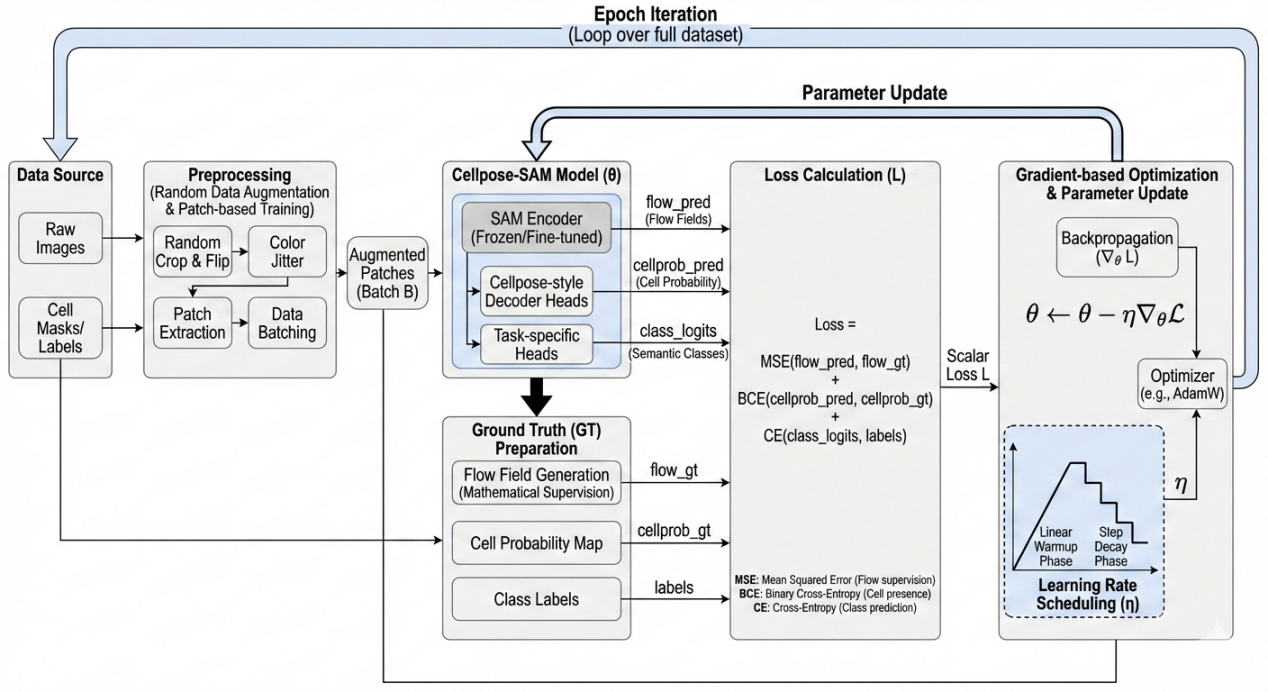 Epoch Iteration
(Loop over full dataset)
Parameter Update
Data Source
Raw
Images
Cell
Masks/
Labels
Preprocessing
(Random Data Augmentation
& Patch-based Training)
Random
Crop & Flip
Color
Jitter
Patch
Extraction
Data
Batching
Augmented
Patches
(Batch B)
Cellpose-SAM Model (θ)
SAM Encoder
(Frozen/Fine-tuned)
Cellpose-style
Decoder Heads
Task-specific
Heads
flow_pred
(Flow Fields)
cellprob_pred
(Cell Probability)
class_logits
(Semantic Classes)
Ground Truth (GT)
Preparation
Flow Field Generation
(Mathematical Supervision)
Cell Probability Map
Class Labels
flow_gt
cellprob_gt
labels
Loss Calculation (L)
Loss =
MSE(flow_pred, flow_gt)
+
BCE(cellprob_pred, cellprob_gt)
+
CE(class_logits, labels)
MSE: Mean Squared Error (Flow supervision)
BCE: Binary Cross-Entropy (Cell presence)
CE: Cross-Entropy (Class prediction)
Scalar
Loss L
Gradient-based Optimization
& Parameter Update
Backpropagation
(∇θ L)
θ ← θ − η∇θℒ
Optimizer
(e.g., AdamW)
η
Linear
Warmup
Phase
Step
Decay
Phase
Learning Rate
Scheduling (η)